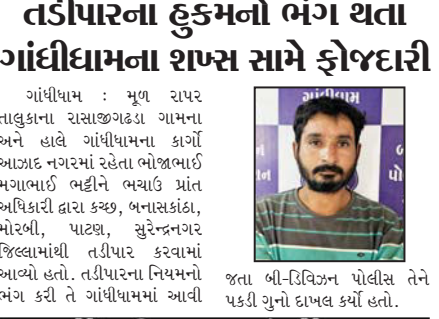 તડીપારના હુકમનો ભંગ થતા
ગાંધીધામના શખ્સ સામે ફોજદારી
ગાંધીધામ : મૂળ રાપર
તાલુકાના રાસાજીગઢડા ગામના
અને હાલે ગાંધીધામના કાર્ગો
આઝાદ નગરમાં રહેતા ભોજાભાઈ
મગાભાઈ ભટ્ટીને ભચાઉ પ્રાંત
અધિકારી દ્વારા કચ્છ, બનાસકાંઠા,
મોરબી, પાટણ, સુરેન્દ્રનગર
જિલ્લામાંથી તડીપાર કરવામાં
આવ્યો હતો. તડીપારના નિયમનો
ભંગ કરી તે ગાંધીધામમાં આવી
ગાંધીધામ
જતા બી-ડિવિઝન પોલીસ તેને
પકડી ગુનો દાખલ કર્યો હતો.